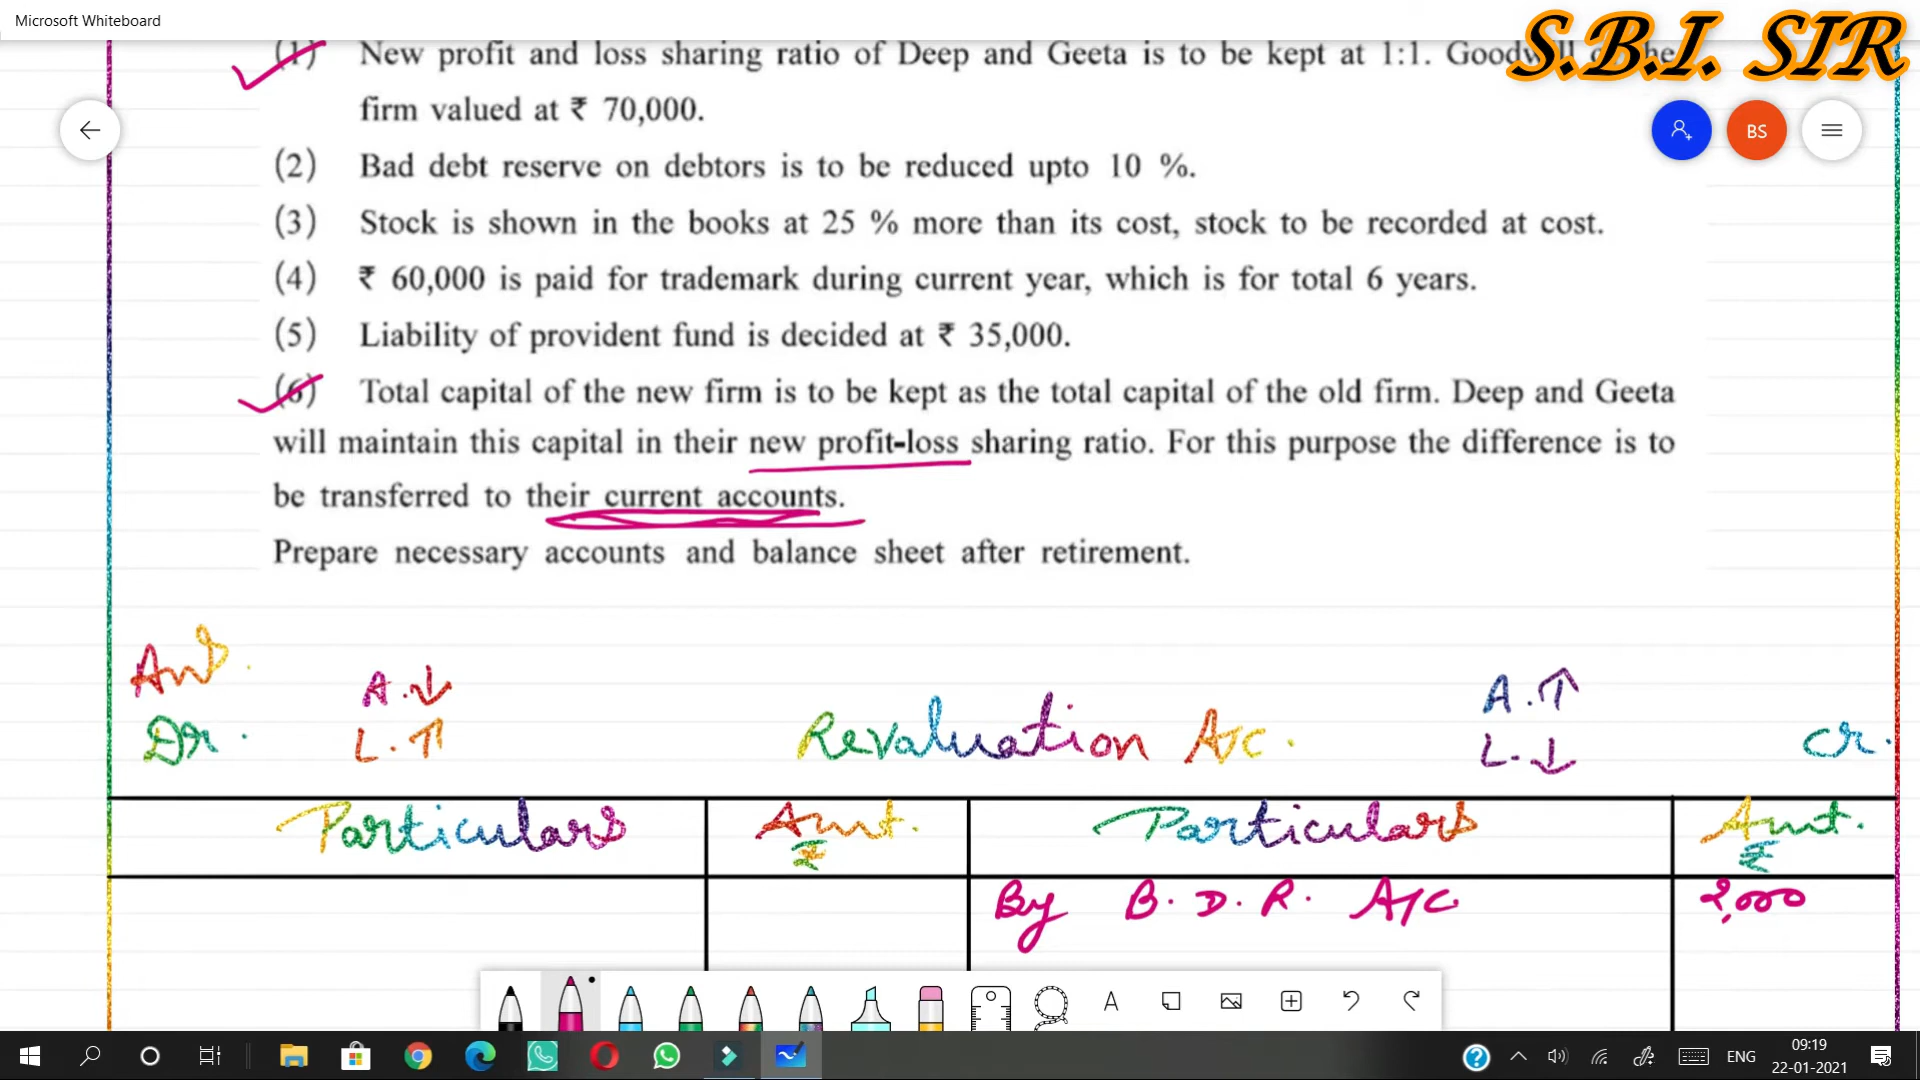 Microsoft Whiteboard
S.B.I. SIR
(1) New profit and loss sharing ratio of Deep and Geeta is to be kept at 1:1.
firm valued at ₹ 70,000.
BS
(2) Bad debt reserve on debtors is to be reduced upto 10 %.
(3) Stock is shown in the books at 25 % more than its cost, stock to be recorded at cost.
(4) ₹ 60,000 is paid for trademark during current year, which is for total 6 years.
(5) Liability of provident fund is decided at ₹ 35,000.
(6) Total capital of the new firm is to be kept as the total capital of the old firm. Deep and Geeta
will maintain this capital in their new profit-loss sharing ratio. For this purpose the difference is to
be transferred to their current accounts.
Prepare necessary accounts and balance sheet after retirement.
Ans.
A.↓ A.↑
Dr. L.↑ Revaluation A/c. L.↓ Cr.
Particulars Amt. Particulars Amt.
₹ ₹
By B.D.R. A/c 2,000
A
ENG 09:19
22-01-2021